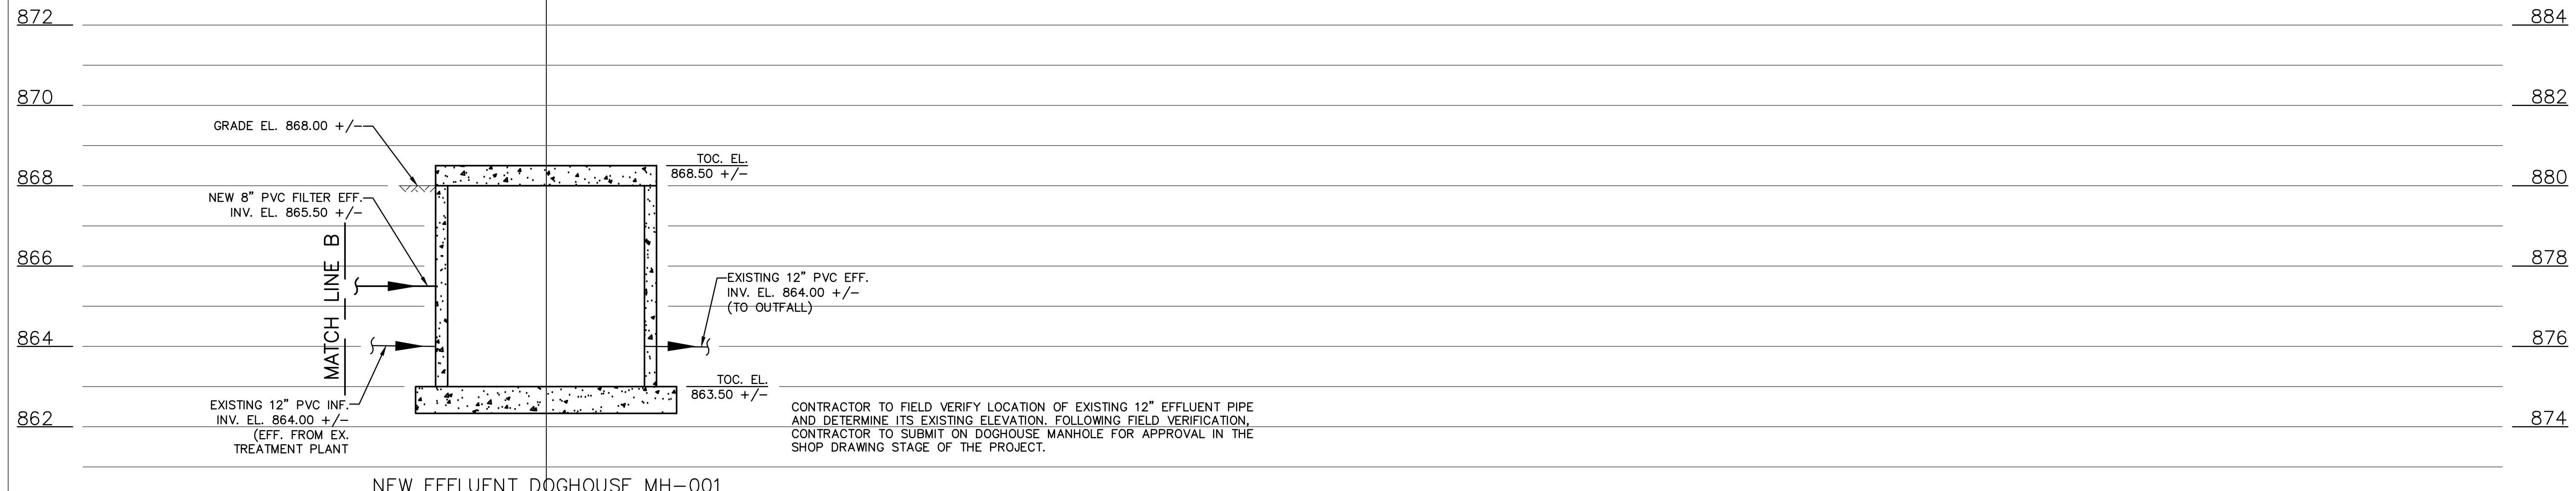 872
884
870
882
GRADE EL. 868.00 +/-
TOC. EL.
868.50 +/-
868
880
NEW 8" PVC FILTER EFF.
INV. EL. 865.50 +/-
MATCH LINE B
866
878
EXISTING 12" PVC EFF.
INV. EL. 864.00 +/-
(TO OUTFALL)
864
876
TOC. EL.
863.50 +/-
EXISTING 12" PVC INF.
INV. EL. 864.00 +/-
(EFF. FROM EX.
TREATMENT PLANT
CONTRACTOR TO FIELD VERIFY LOCATION OF EXISTING 12" EFFLUENT PIPE
AND DETERMINE ITS EXISTING ELEVATION. FOLLOWING FIELD VERIFICATION,
CONTRACTOR TO SUBMIT ON DOGHOUSE MANHOLE FOR APPROVAL IN THE
SHOP DRAWING STAGE OF THE PROJECT.
862
874
NEW EFFLUENT DOGHOUSE MH-001